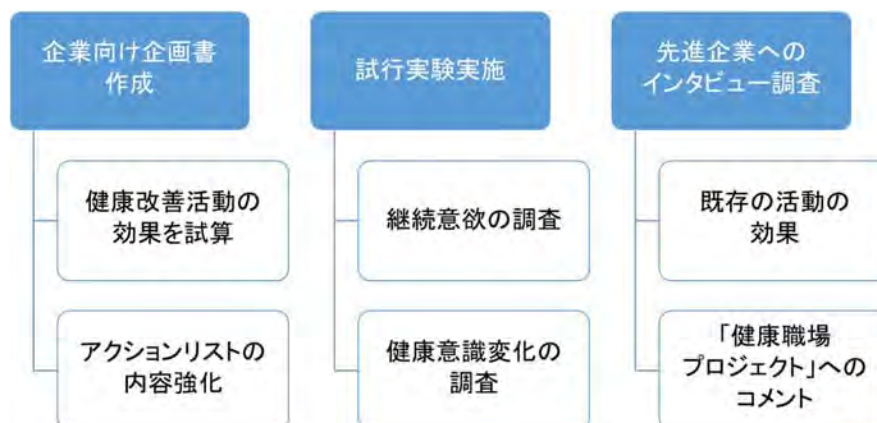 企業向け企画書
作成
健康改善活動の
効果を試算
アクションリストの
内容強化
試行実験実施
継続意欲の調査
健康意識変化の
調査
先進企業への
インタビュー調査
既存の活動の
効果
「健康職場
プロジェクト」への
コメント